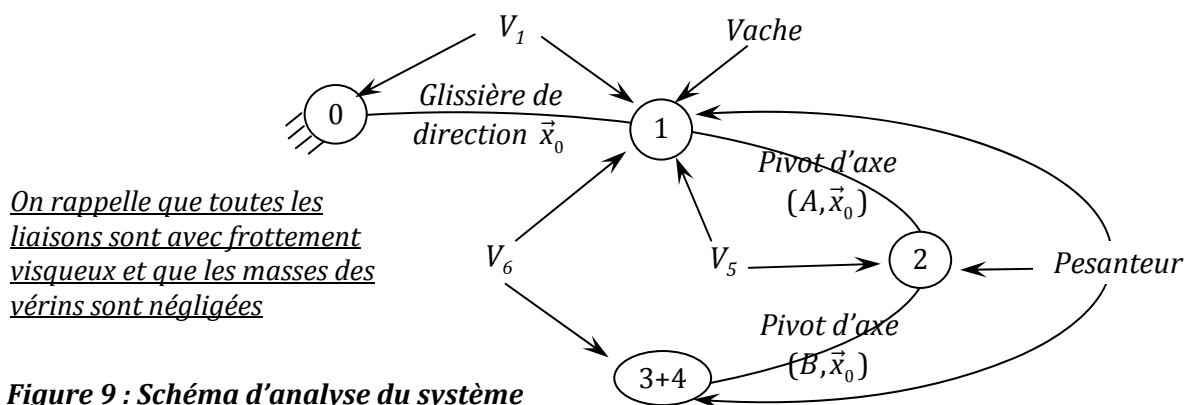 V₁
Vache
0
Glissière de
direction x⃗₀
1
Pivot d'axe
(A, x⃗₀)
On rappelle que toutes les
liaisons sont avec frottement
visqueux et que les masses des
vérins sont négligées
V₆
V₅
2
Pesanteur
Pivot d'axe
(B, x⃗₀)
3+4
Figure 9 : Schéma d'analyse du système